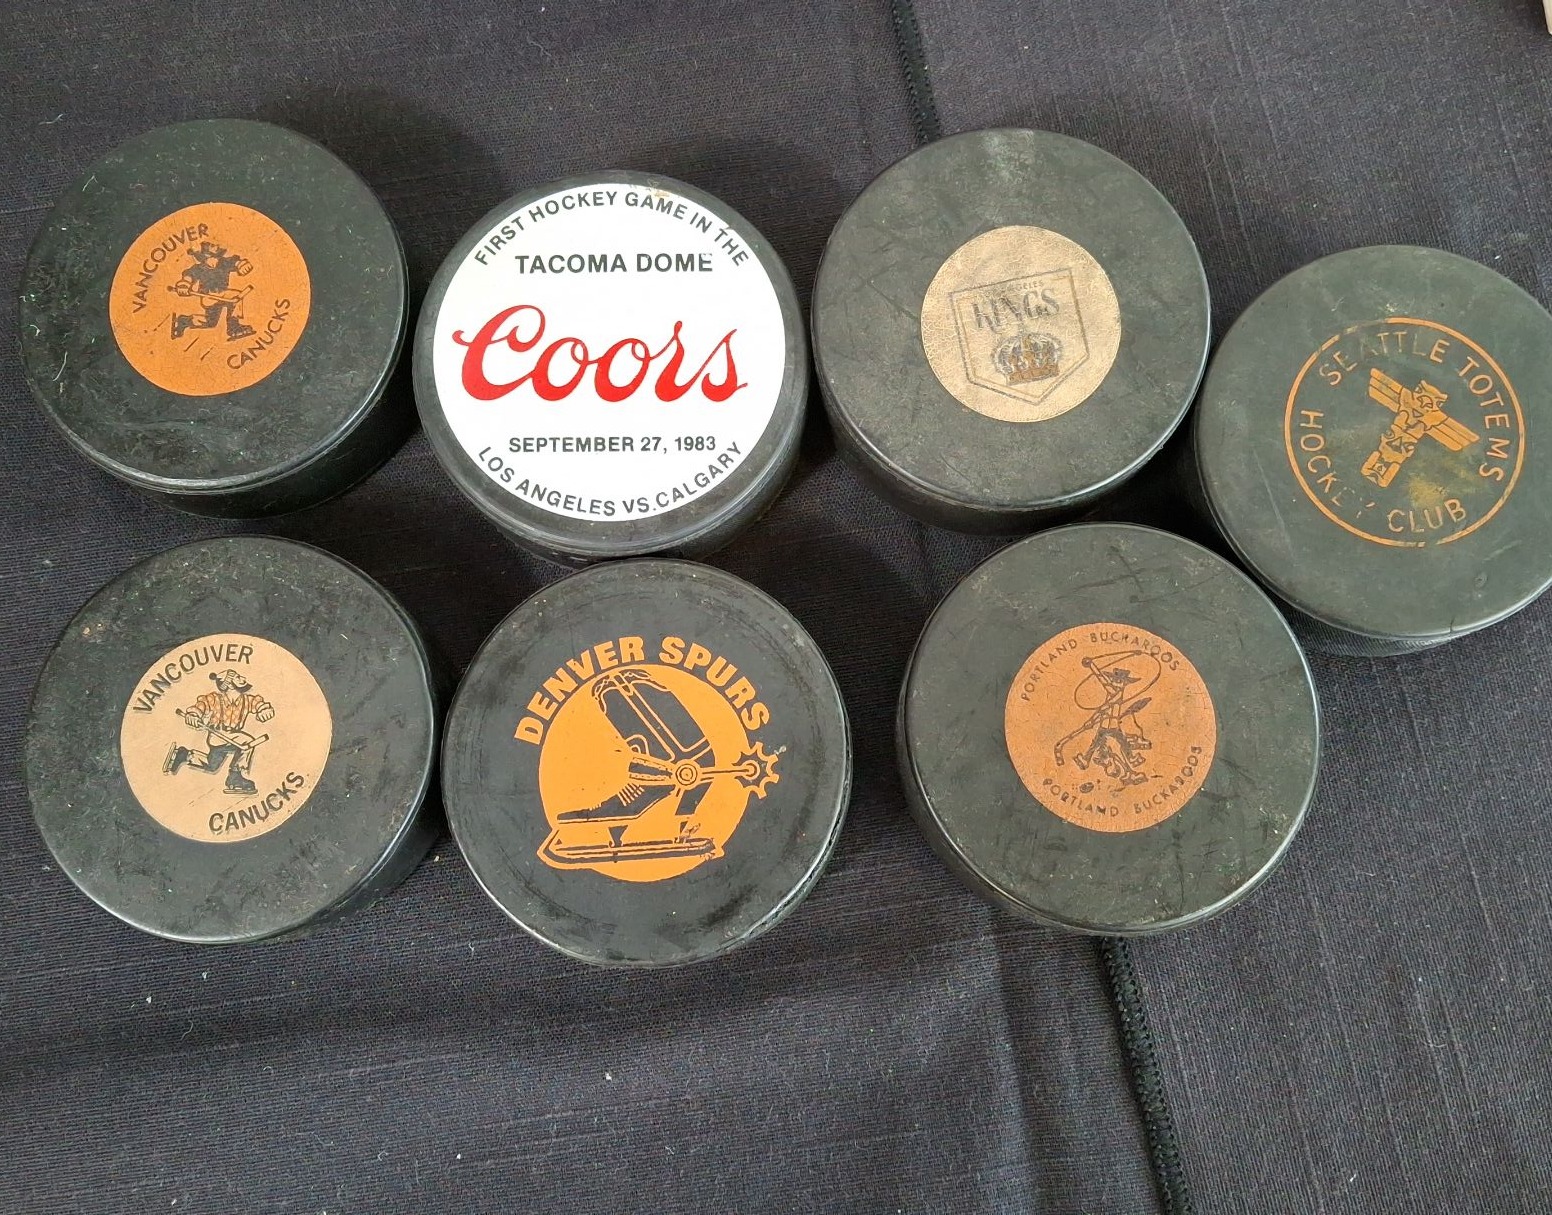 VANCOUVER
CANUCKS
FIRST HOCKEY GAME IN THE
TACOMA DOME
Coors
SEPTEMBER 27, 1983
LOS ANGELES VS. CALGARY
KINGS
SEATTLE TOTEMS
HOCKEY CLUB
VANCOUVER
CANUCKS
DENVER SPURS
PORTLAND BUCKAROOS
PORTLAND BUCKAROOS